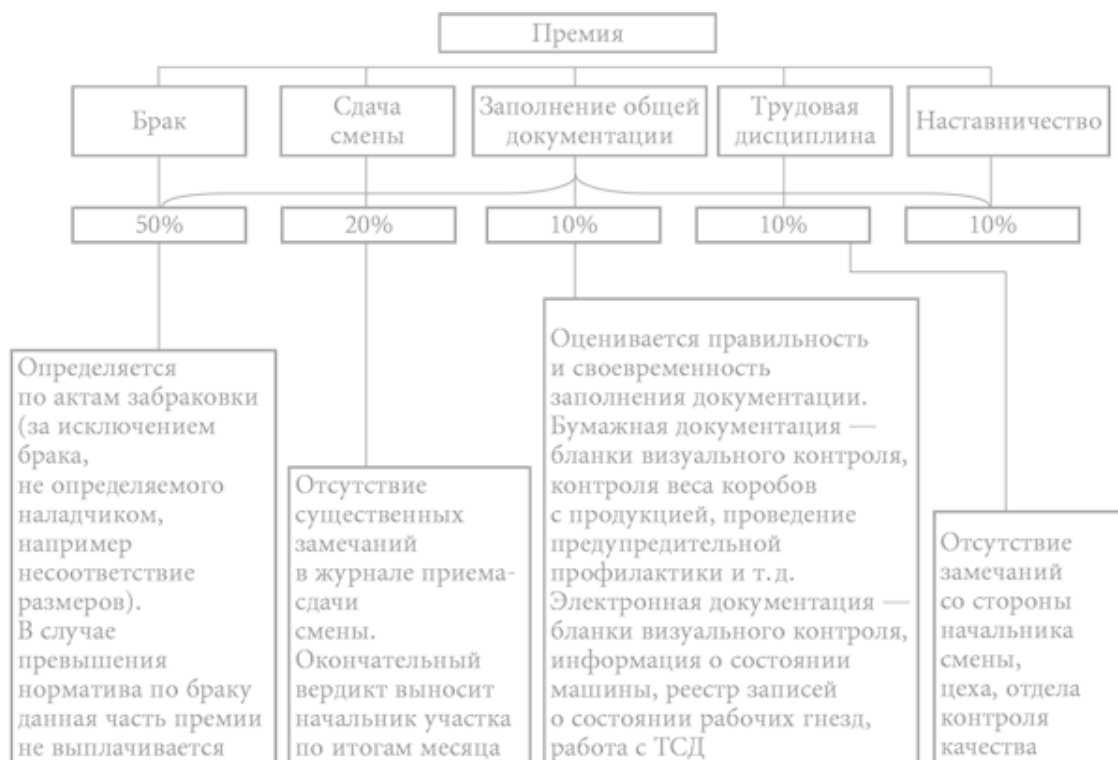 Премия
Брак
Сдача
смены
Заполнение общей
документации
Трудовая
дисциплина
Наставничество
50%
20%
10%
10%
10%
Определяется
по актам забраковки
(за исключением
брака,
не определяемого
наладчиком,
например
несоответствие
размеров).
В случае
превышения
норматива по браку
данная часть премии
не выплачивается
Отсутствие
существенных
замечаний
в журнале приема-
сдачи
смены.
Окончательный
вердикт выносит
начальник участка
по итогам месяца
Оценивается правильность
и своевременность
заполнения документации.
Бумажная документация —
бланки визуального контроля,
контроля веса коробов
с продукцией, проведение
предупредительной
профилактики и т. д.
Электронная документация —
бланки визуального контроля,
информация о состоянии
машины, реестр записей
о состоянии рабочих гнезд,
работа с ТСД
Отсутствие
замечаний
со стороны
начальника
смены,
цеха, отдела
контроля
качества